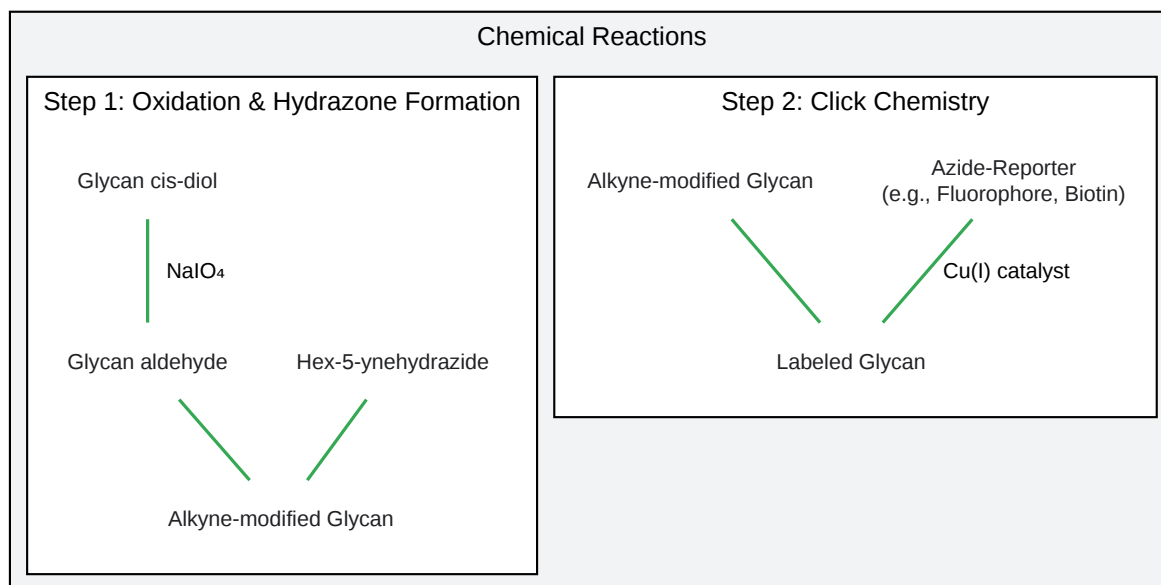 Chemical Reactions
Step 1: Oxidation & Hydrazone Formation
Glycan cis-diol
NaIO₄
Glycan aldehyde
Hex-5-ynehydrazide
Alkyne-modified Glycan
Step 2: Click Chemistry
Alkyne-modified Glycan
Azide-Reporter
(e.g., Fluorophore, Biotin)
Cu(I) catalyst
Labeled Glycan